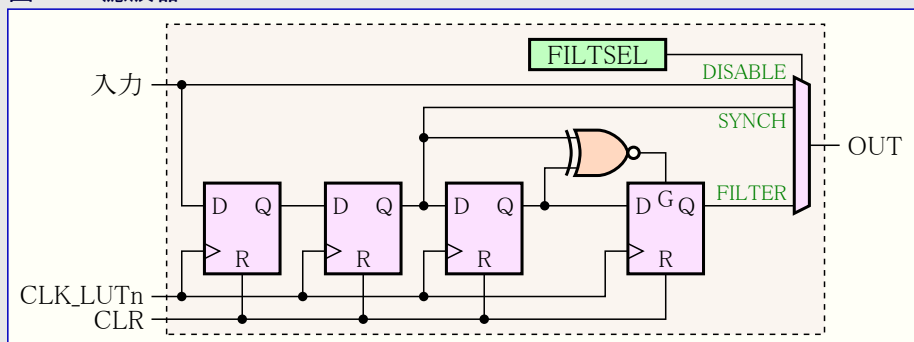 FILTSEL
入力
DISABLE
SYNCH
OUT
FILTER
D Q
D Q
D Q
D G Q
R
R
R
R
CLK_LUTn
CLR